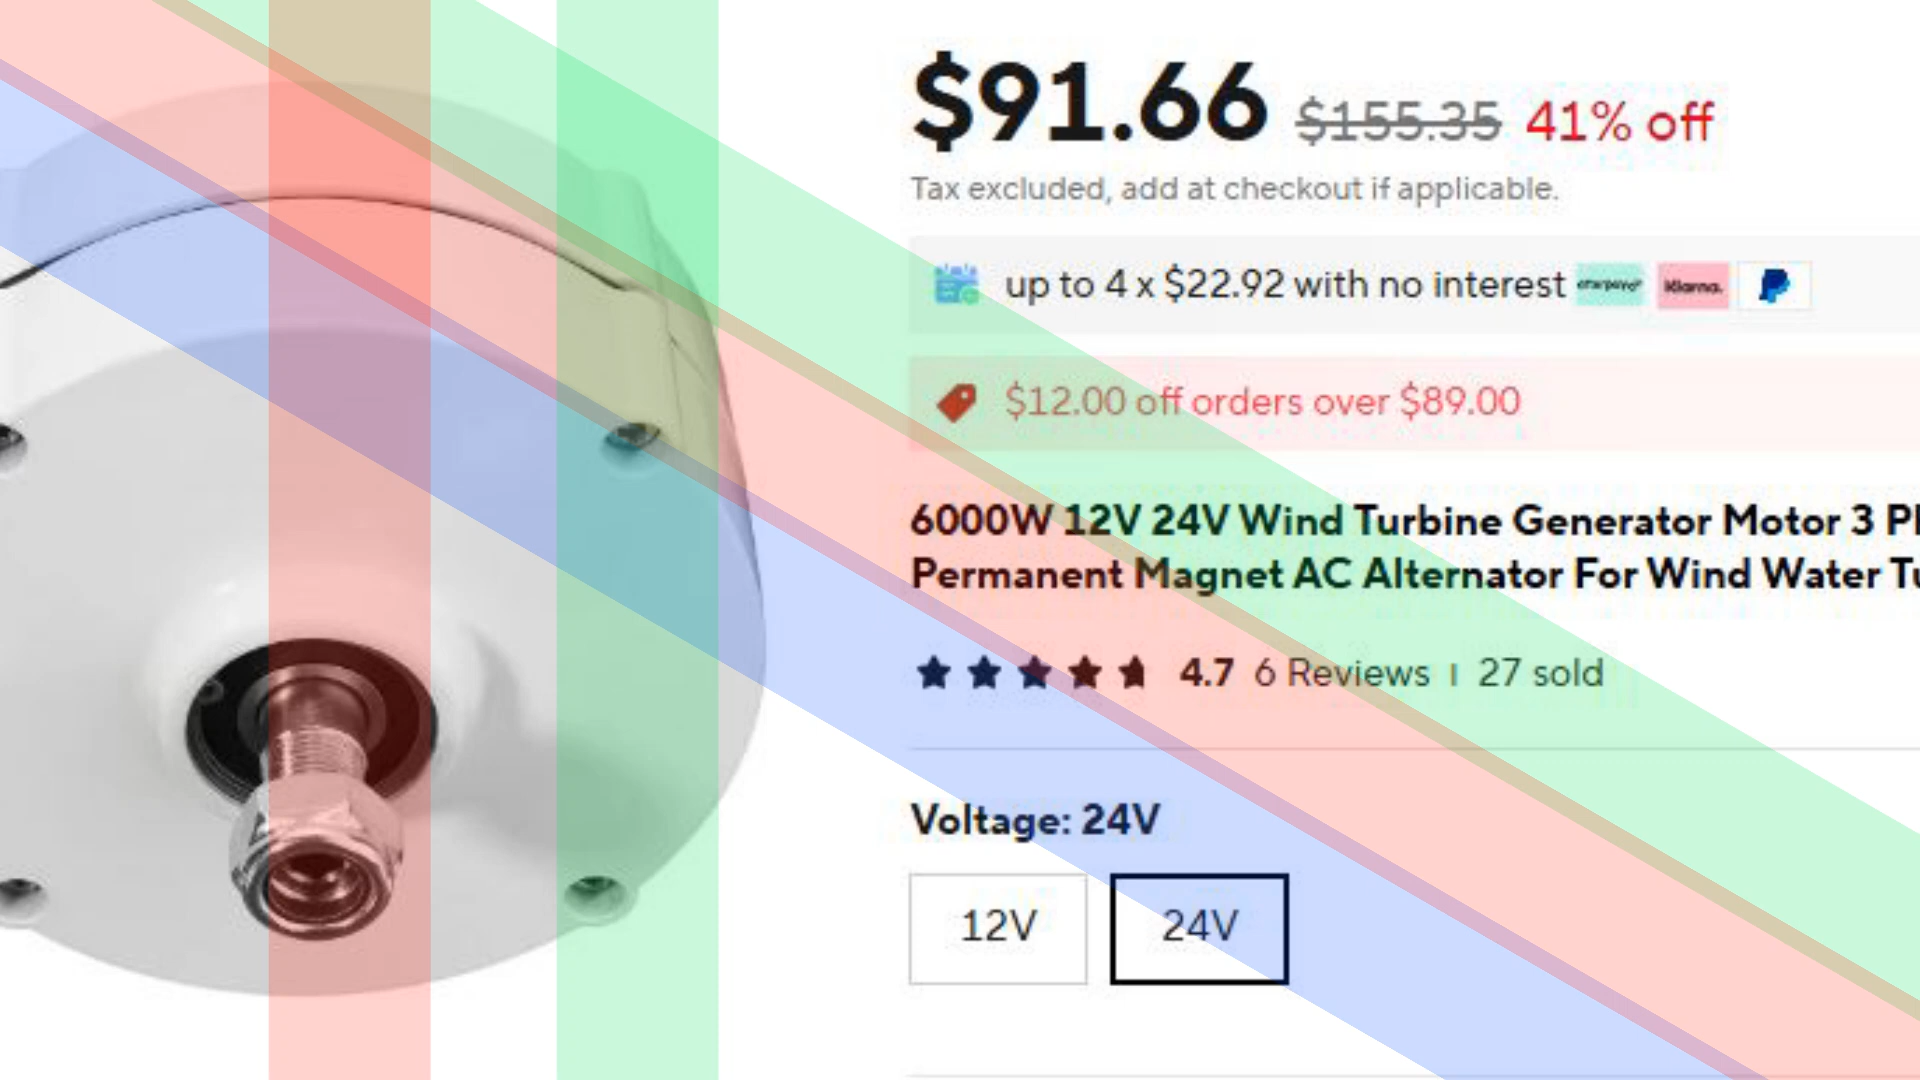 $91.66 $155.35 41% off
Tax excluded, add at checkout if applicable.
up to 4 x $22.92 with no interest afterpay Klarna.
$12.00 off orders over $89.00
6000W 12V 24V Wind Turbine Generator Motor 3
Permanent Magnet AC Alternator For Wind Water
4.7 6 Reviews | 27 sold
Voltage: 24V
12V 24V